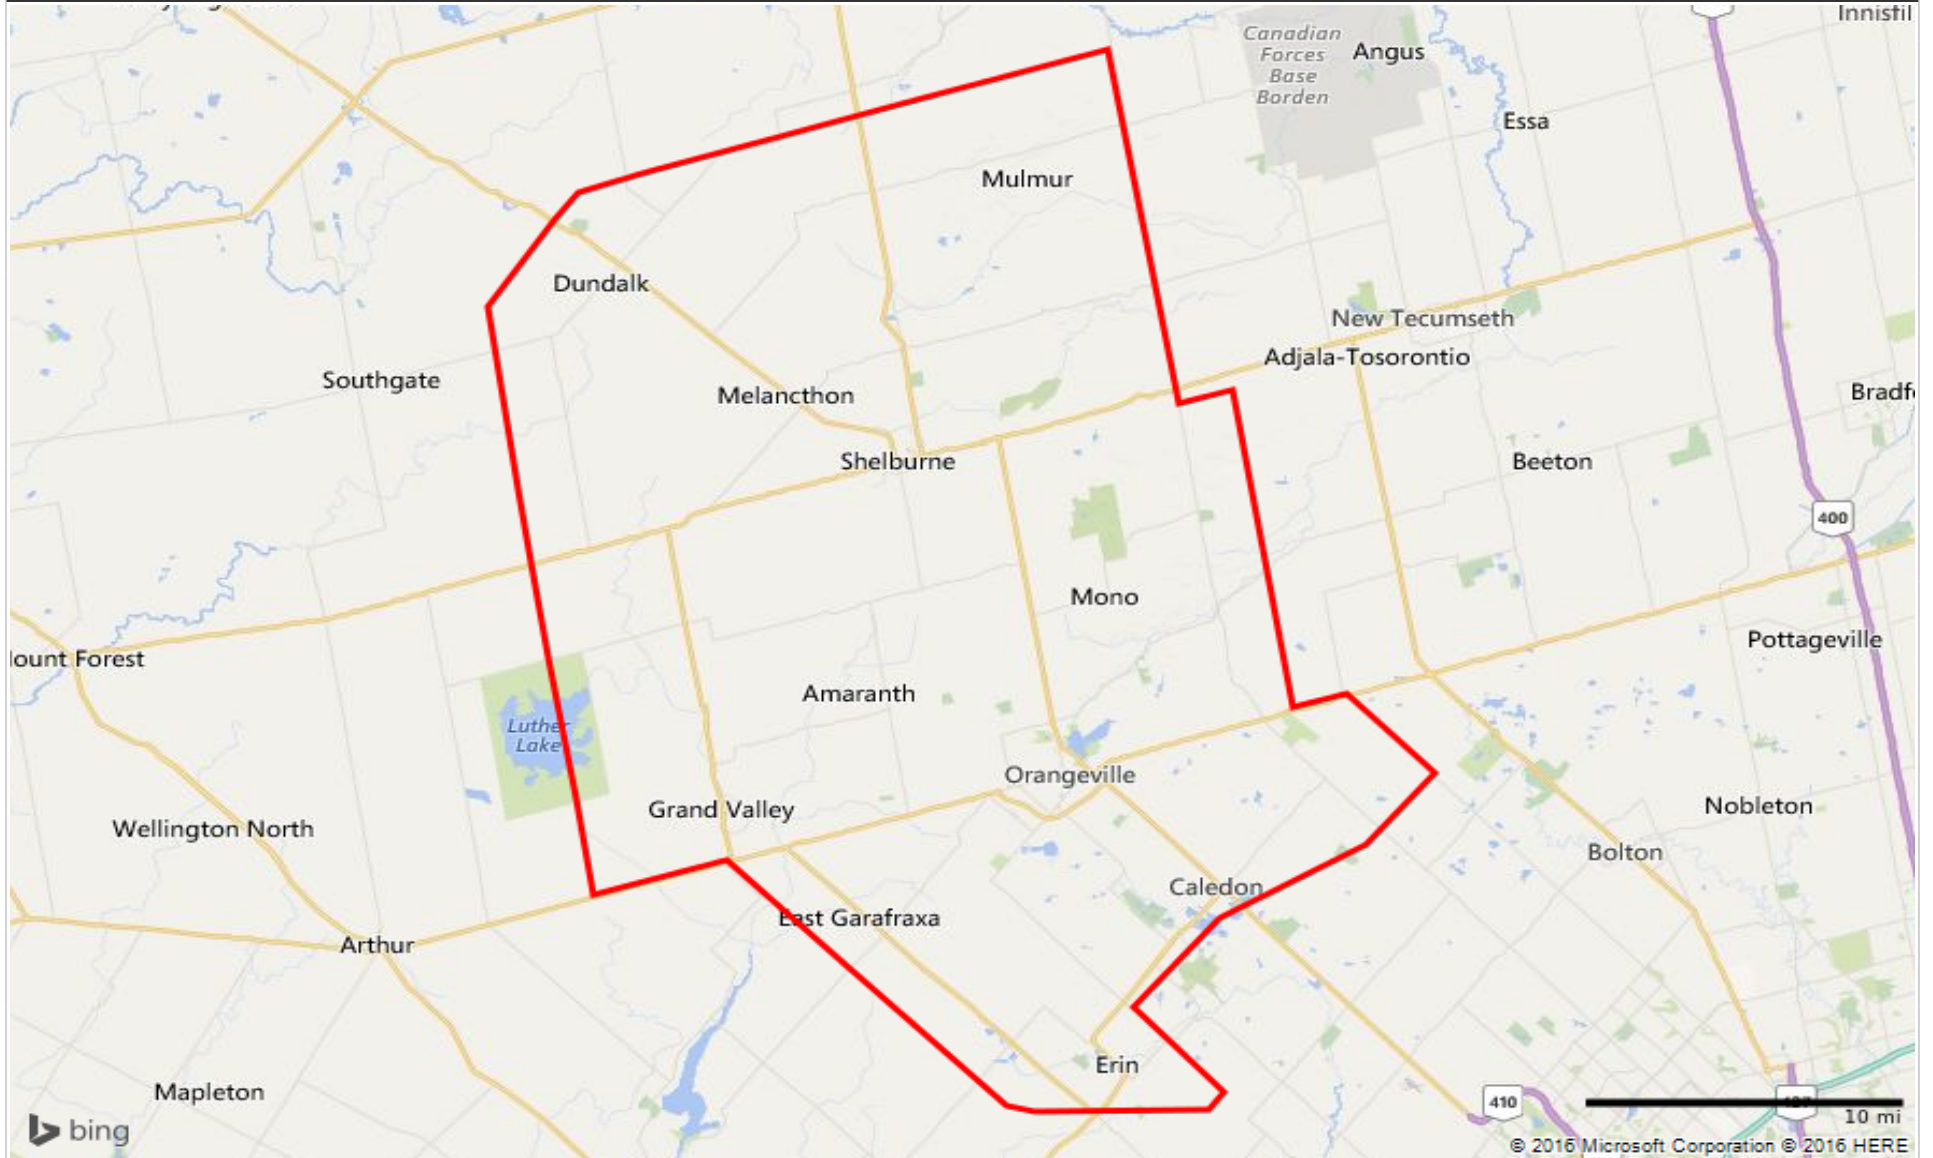 Innisfil
Canadian
Forces
Base
Borden
Angus
Essa
Mulmur
Dundalk
New Tecumseth
Adjala-Tosorontio
Southgate
Melancthon
Bradf
Shelburne
Beeton
400
Mono
Pottageville
ount Forest
Amaranth
Luther
Lake
Orangeville
Grand Valley
Nobleton
Wellington North
Bolton
Caledon
East Garafraxa
Arthur
Erin
Mapleton
410
10 mi
bing
© 2016 Microsoft Corporation © 2016 HERE